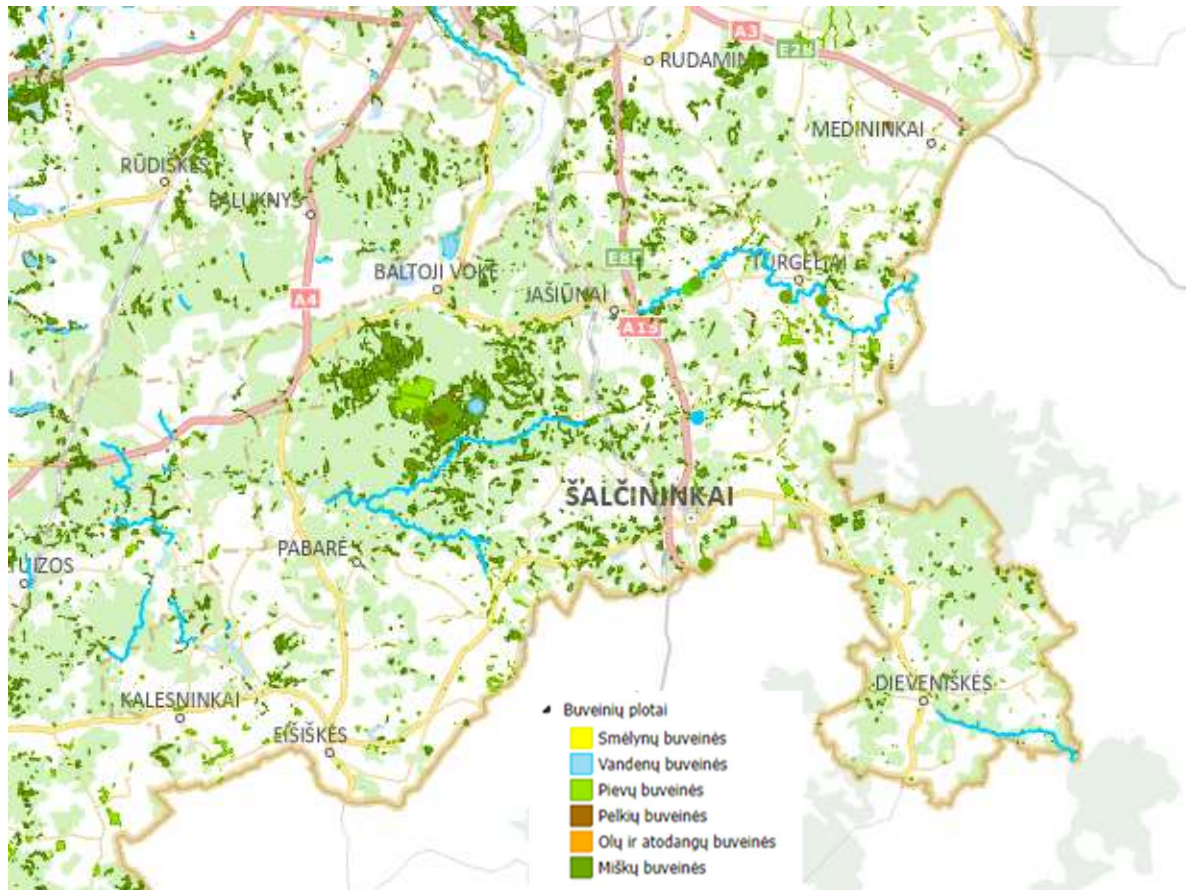 A3
E28
RUDAMIN
MEDININKAI
RŪDIŠKĖS
PALUKNYS
E85
TURGELIAI
BALTOJI VOKĖ
A4
JAŠIŪNAI
A15
ŠALČININKAI
PABARĖ
TUIZOS
DIEVENIŠKĖS
KALESNINKAI
EIŠIŠKĖS
Buveinių plotai
Smėlynų buveinės
Vandenų buveinės
Pievų buveinės
Pelkių buveinės
Olų ir atodangų buveinės
Miškų buveinės